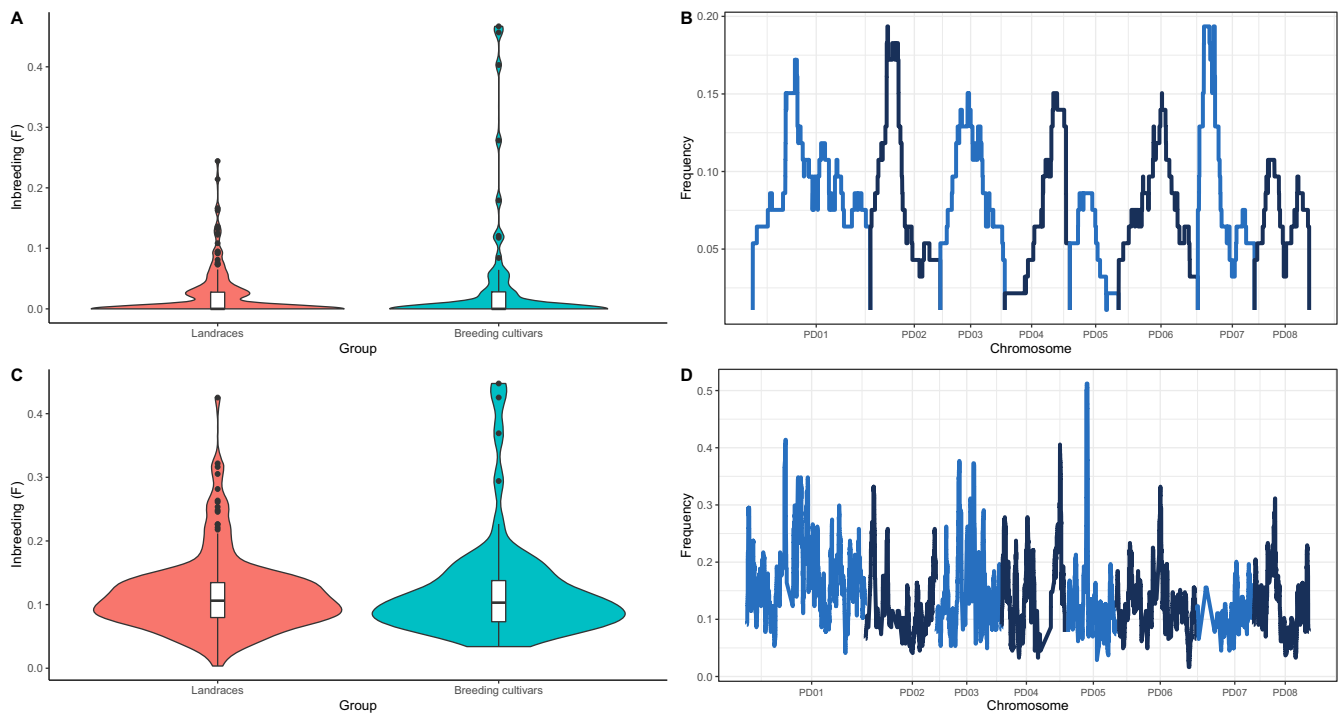 A
Inbreeding (F)
0.4
0.3
0.2
0.1
0.0
Landraces
Breeding cultivars
Group
B
Frequency
0.20
0.15
0.10
0.05
PD01
PD02
PD03
PD04
PD05
PD06
PD07
PD08
Chromosome
C
Inbreeding (F)
0.4
0.3
0.2
0.1
0.0
Landraces
Breeding cultivars
Group
D
Frequency
0.5
0.4
0.3
0.2
0.1
0.0
PD01
PD02
PD03
PD04
PD05
PD06
PD07
PD08
Chromosome